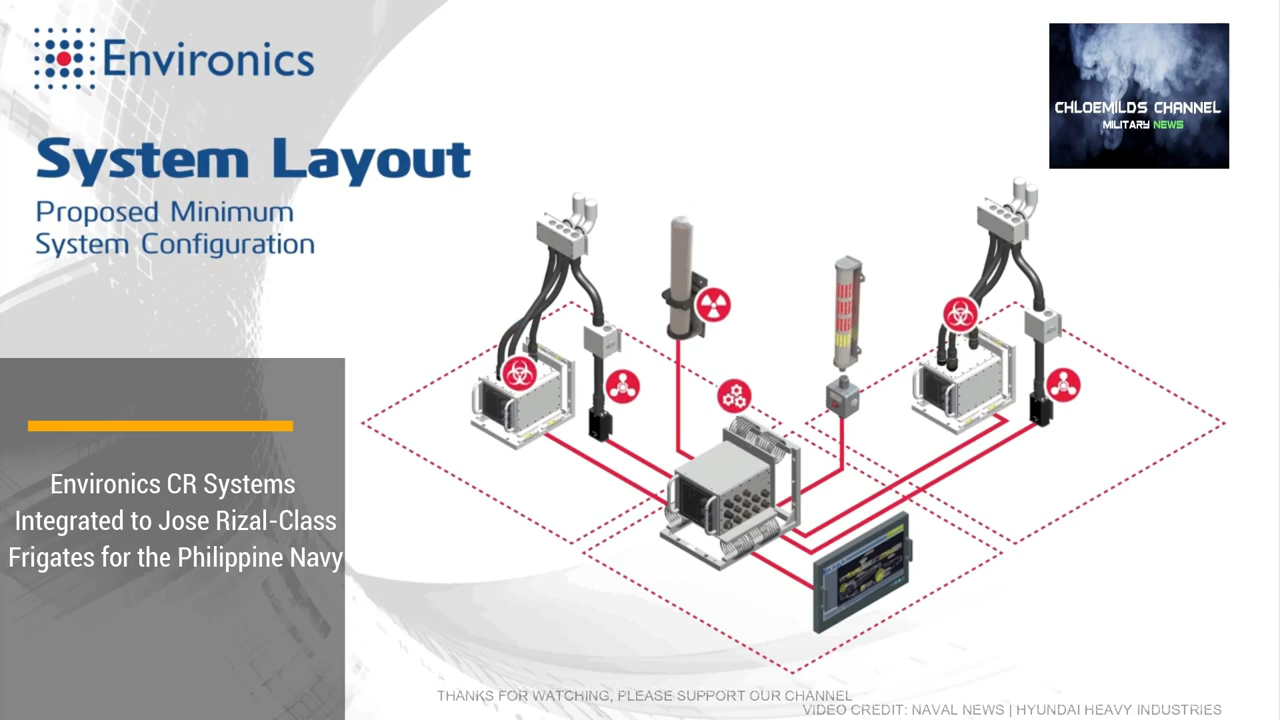 Environics
System Layout
Proposed Minimum
System Configuration
CHLOEMILDS CHANNEL
MILITARY NEWS
Environics CR Systems
Integrated to Jose Rizal-Class
Frigates for the Philippine Navy
THANKS FOR WATCHING, PLEASE SUPPORT OUR CHANNEL
VIDEO CREDIT: NAVAL NEWS | HYUNDAI HEAVY INDUSTRIES